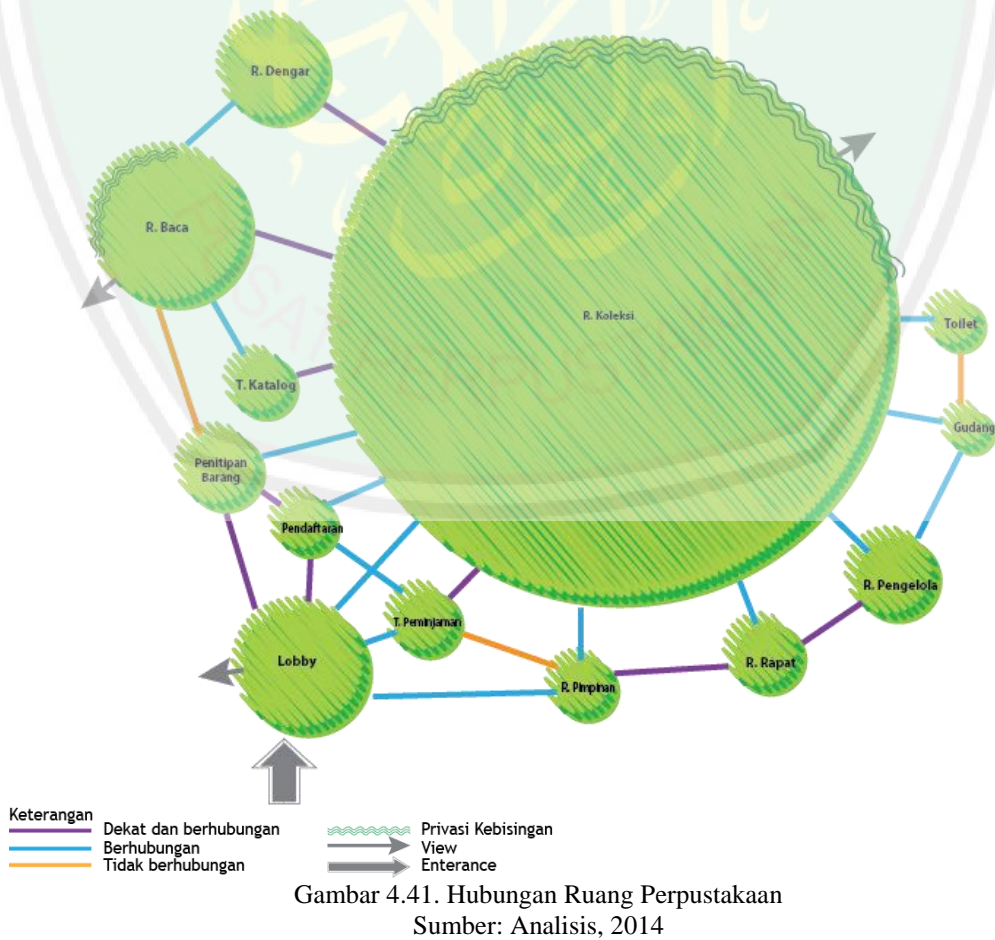 R. Dengar
R. Baca
R. Koleksi
Toilet
T. Katalog
Gudang
Penitipan
Barang
Pendaftaran
R. Pengelola
T. Peminjaman
Lobby
R. Rapat
R. Pimpinan
Keterangan
Dekat dan berhubungan
Berhubungan
Tidak berhubungan
Privasi Kebisingan
View
Enterance
Gambar 4.41. Hubungan Ruang Perpustakaan
Sumber: Analisis, 2014